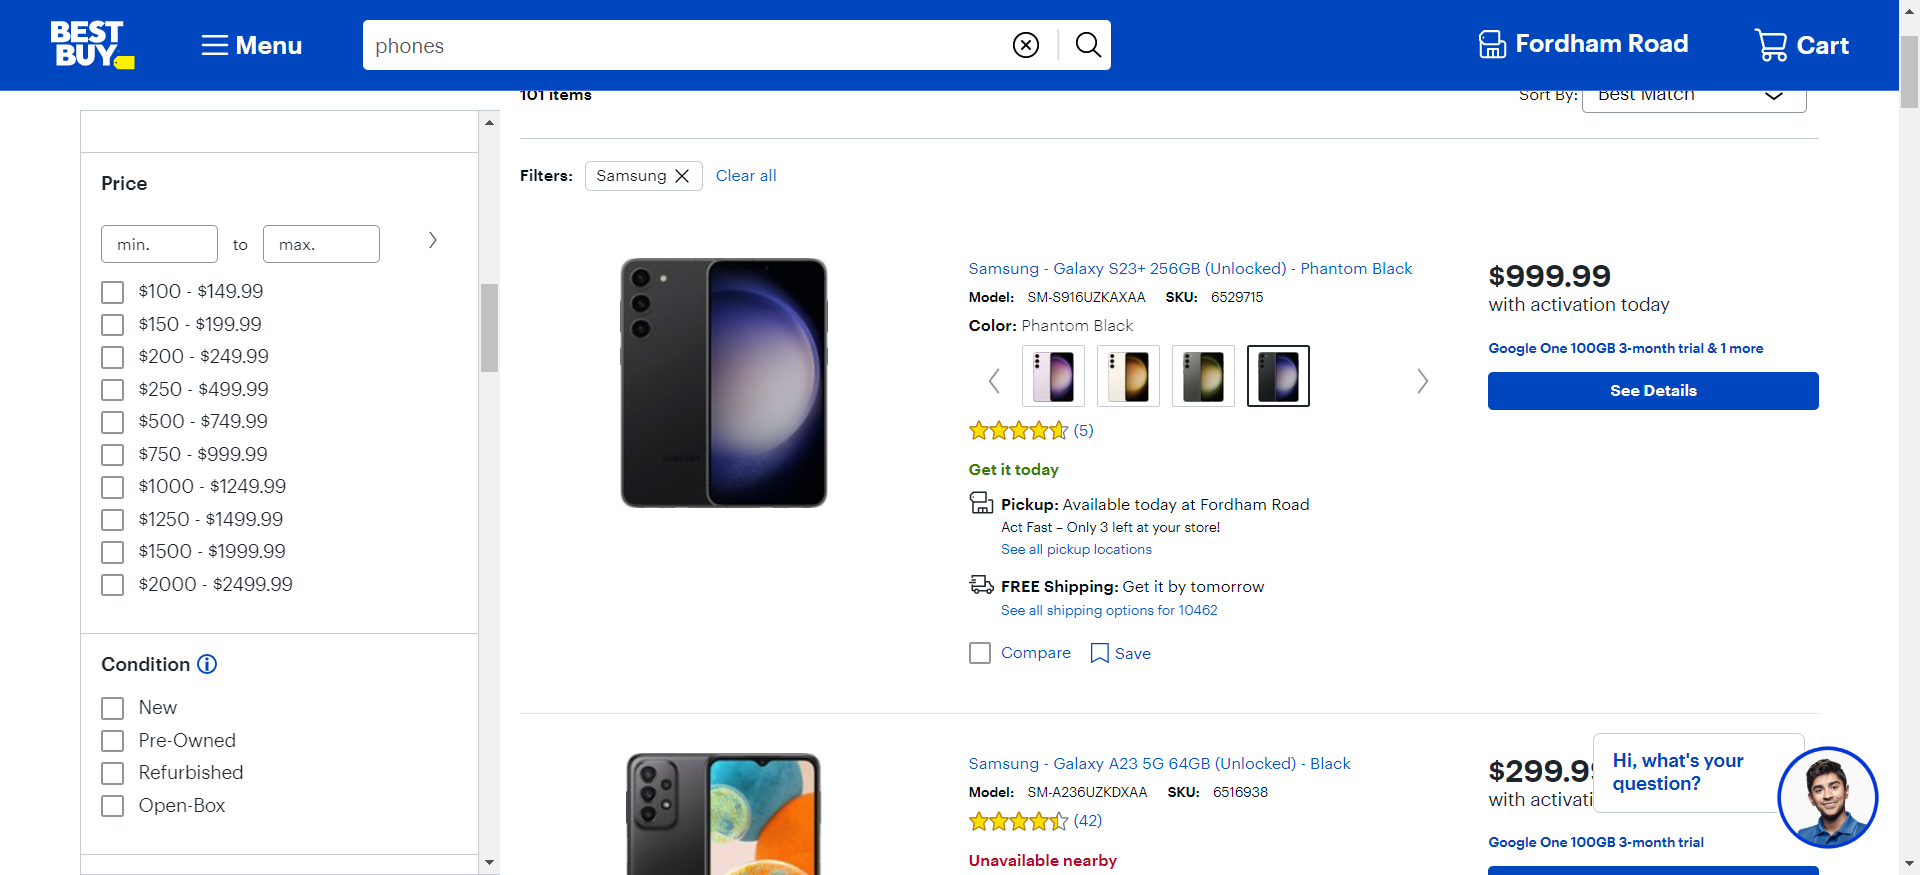 BEST
BUY
Menu
phones
Fordham Road
Cart
101 items
Sort By: Best Match
Filters: Samsung Clear all
Price
min. to max.
$100 - $149.99
$150 - $199.99
$200 - $249.99
$250 - $499.99
$500 - $749.99
$750 - $999.99
$1000 - $1249.99
$1250 - $1499.99
$1500 - $1999.99
$2000 - $2499.99
Condition
New
Pre-Owned
Refurbished
Open-Box
Samsung - Galaxy S23+ 256GB (Unlocked) - Phantom Black
Model: SM-S916UZKAXAA SKU: 6529715
Color: Phantom Black
(5)
Get it today
Pickup: Available today at Fordham Road
Act Fast – Only 3 left at your store!
See all pickup locations
FREE Shipping: Get it by tomorrow
See all shipping options for 10462
Compare Save
$999.99
with activation today
Google One 100GB 3-month trial & 1 more
See Details
Samsung - Galaxy A23 5G 64GB (Unlocked) - Black
Model: SM-A236UZKDXAA SKU: 6516938
(42)
Unavailable nearby
$299.9
with activati
Google One 100GB 3-month trial
Hi, what's your
question?